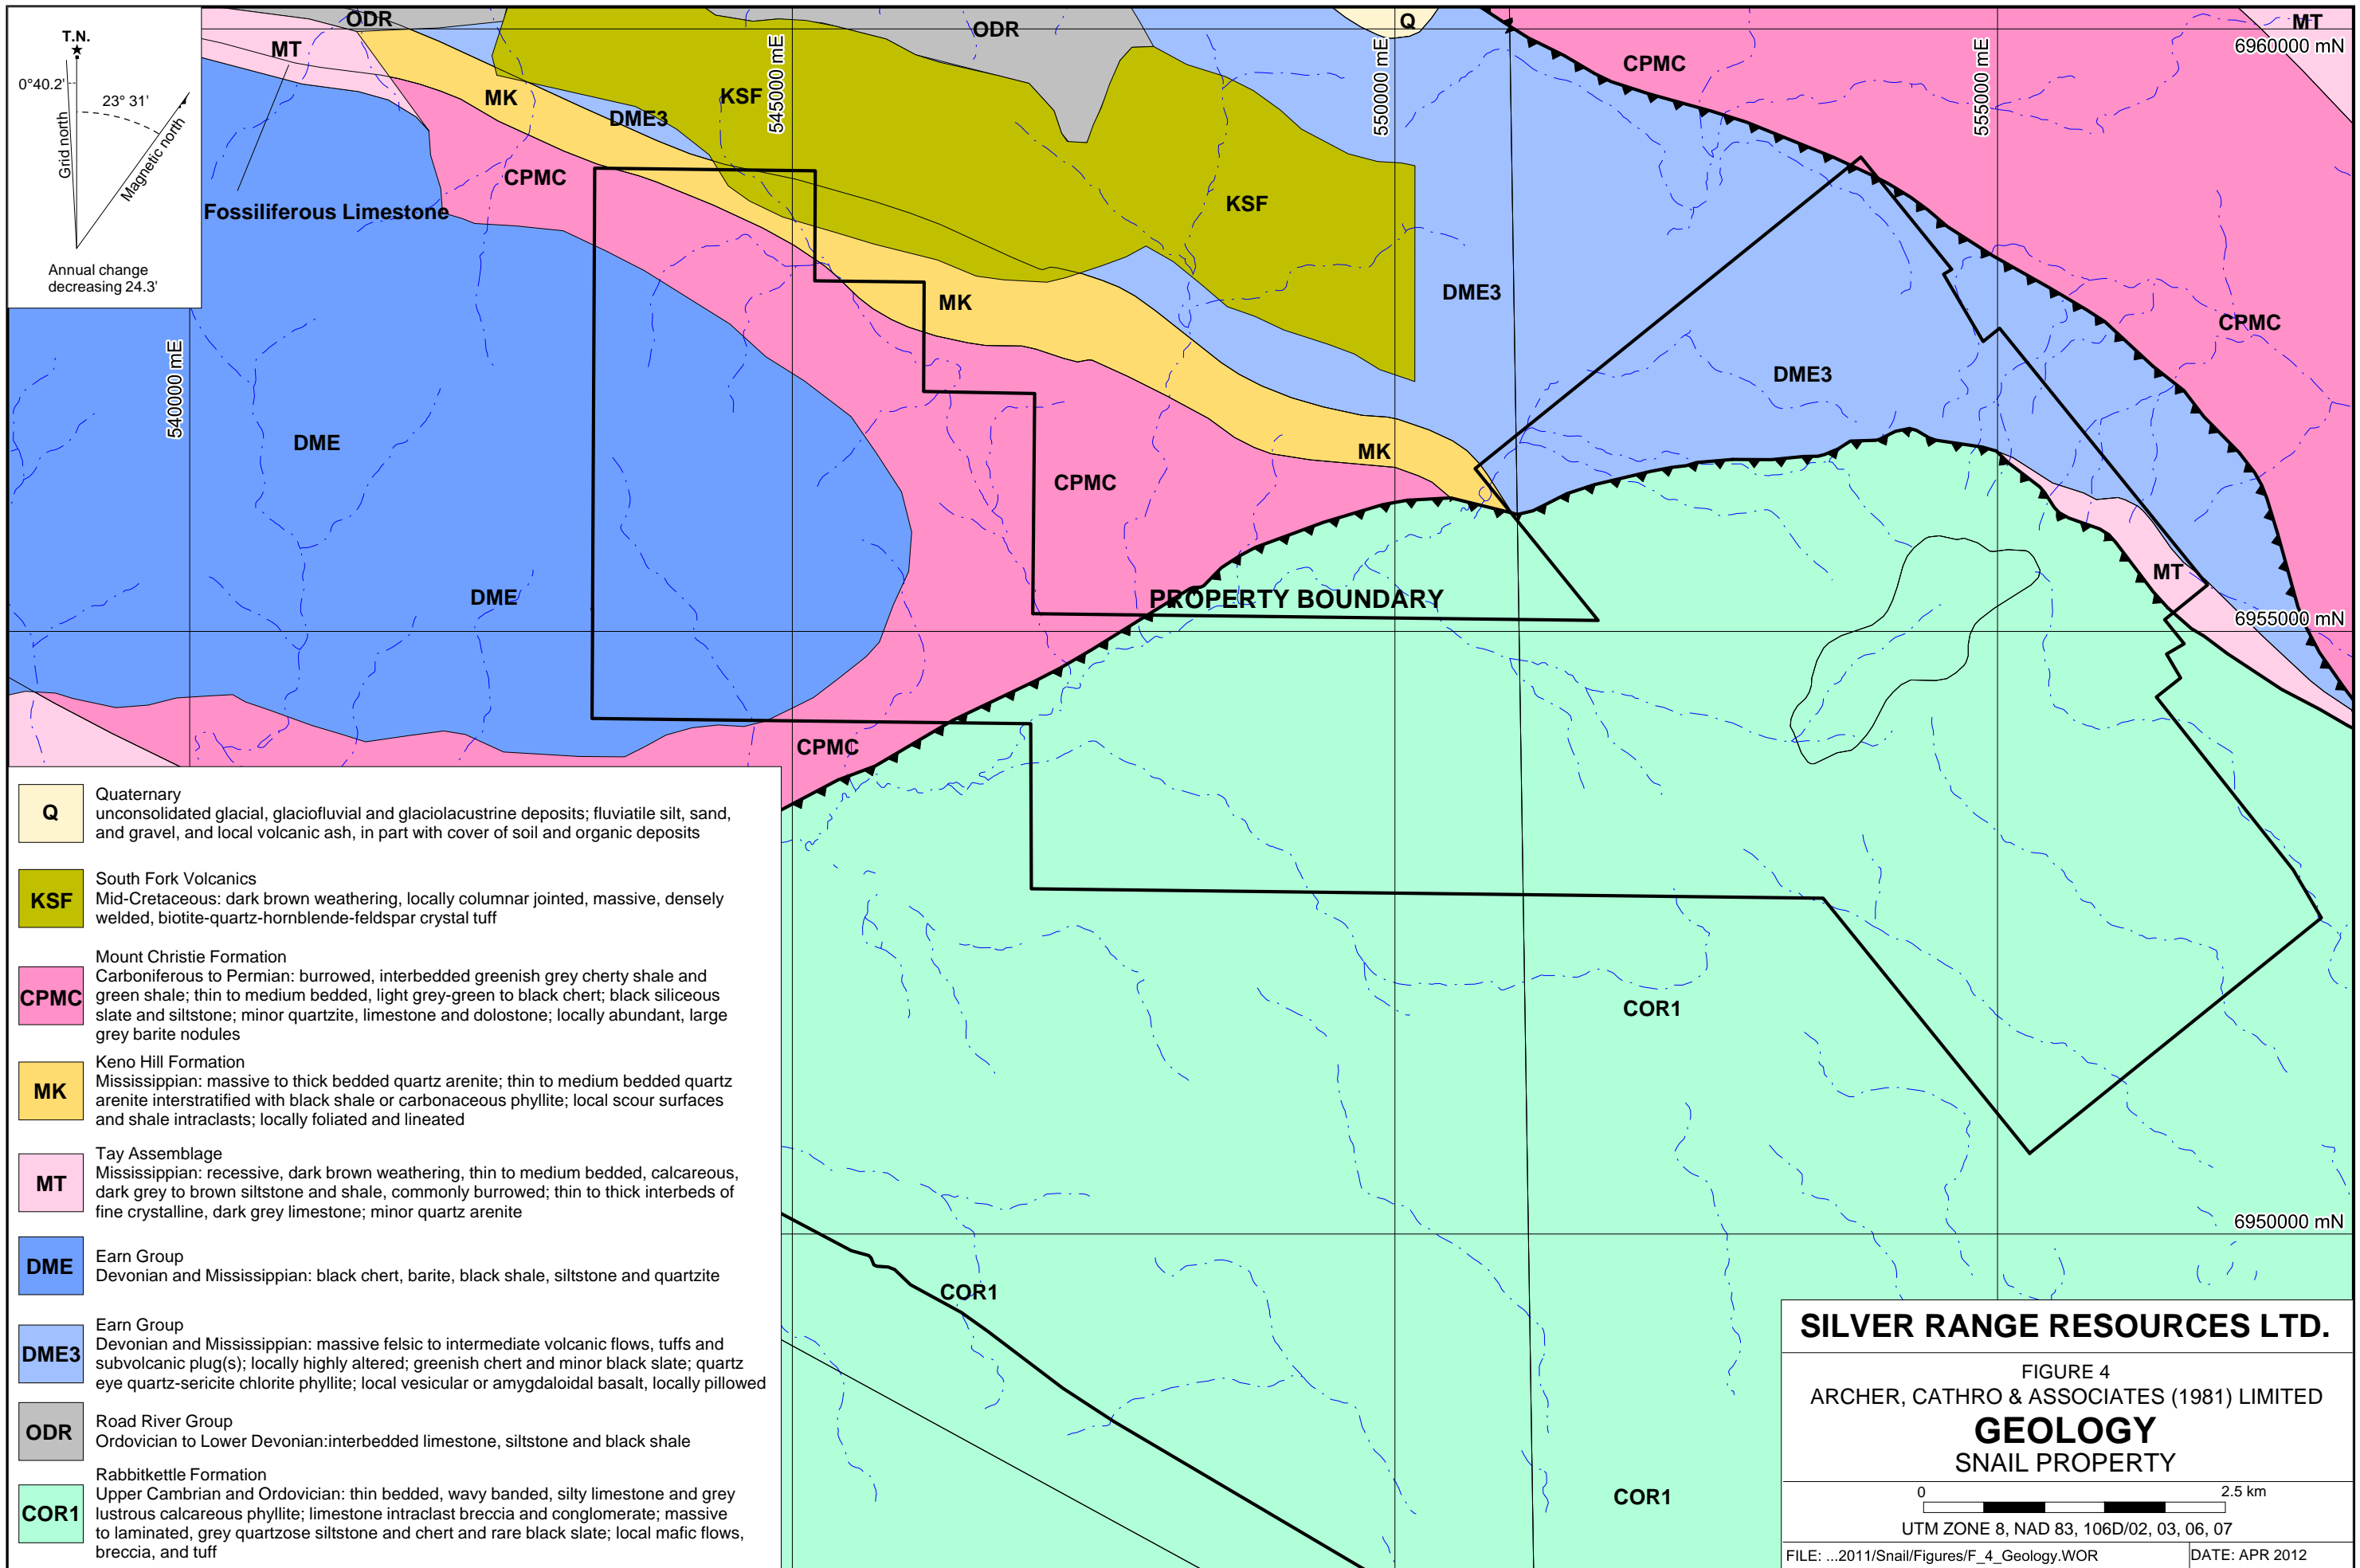 T.N.
0°40.2'
23° 31'
Grid north
Magnetic north
Annual change
decreasing 24.3'
ODR
MT
MK
DME3
KSF
545000 mE
ODR
550000 mE
Q
CPMC
555000 mE
MT
6960000 mN
CPMC
Fossiliferous Limestone
KSF
DME3
MK
CPMC
540000 mE
DME3
DME
MK
CPMC
DME
MT
PROPERTY BOUNDARY
6955000 mN
CPMC
COR1
6950000 mN
COR1
COR1
Q
Quaternary
unconsolidated glacial, glaciofluvial and glaciolacustrine deposits; fluviatile silt, sand,
and gravel, and local volcanic ash, in part with cover of soil and organic deposits
KSF
South Fork Volcanics
Mid-Cretaceous: dark brown weathering, locally columnar jointed, massive, densely
welded, biotite-quartz-hornblende-feldspar crystal tuff
CPMC
Mount Christie Formation
Carboniferous to Permian: burrowed, interbedded greenish grey cherty shale and
green shale; thin to medium bedded, light grey-green to black chert; black siliceous
slate and siltstone; minor quartzite, limestone and dolostone; locally abundant, large
grey barite nodules
MK
Keno Hill Formation
Mississippian: massive to thick bedded quartz arenite; thin to medium bedded quartz
arenite interstratified with black shale or carbonaceous phyllite; local scour surfaces
and shale intraclasts; locally foliated and lineated
MT
Tay Assemblage
Mississippian: recessive, dark brown weathering, thin to medium bedded, calcareous,
dark grey to brown siltstone and shale, commonly burrowed; thin to thick interbeds of
fine crystalline, dark grey limestone; minor quartz arenite
DME
Earn Group
Devonian and Mississippian: black chert, barite, black shale, siltstone and quartzite
DME3
Earn Group
Devonian and Mississippian: massive felsic to intermediate volcanic flows, tuffs and
subvolcanic plug(s); locally highly altered; greenish chert and minor black slate; quartz
eye quartz-sericite chlorite phyllite; local vesicular or amygdaloidal basalt, locally pillowed
ODR
Road River Group
Ordovician to Lower Devonian:interbedded limestone, siltstone and black shale
COR1
Rabbitkettle Formation
Upper Cambrian and Ordovician: thin bedded, wavy banded, silty limestone and grey
lustrous calcareous phyllite; limestone intraclast breccia and conglomerate; massive
to laminated, grey quartzose siltstone and chert and rare black slate; local mafic flows,
breccia, and tuff
SILVER RANGE RESOURCES LTD.
FIGURE 4
ARCHER, CATHRO & ASSOCIATES (1981) LIMITED
GEOLOGY
SNAIL PROPERTY
0 2.5 km
UTM ZONE 8, NAD 83, 106D/02, 03, 06, 07
FILE: ...2011/Snail/Figures/F_4_Geology.WOR
DATE: APR 2012